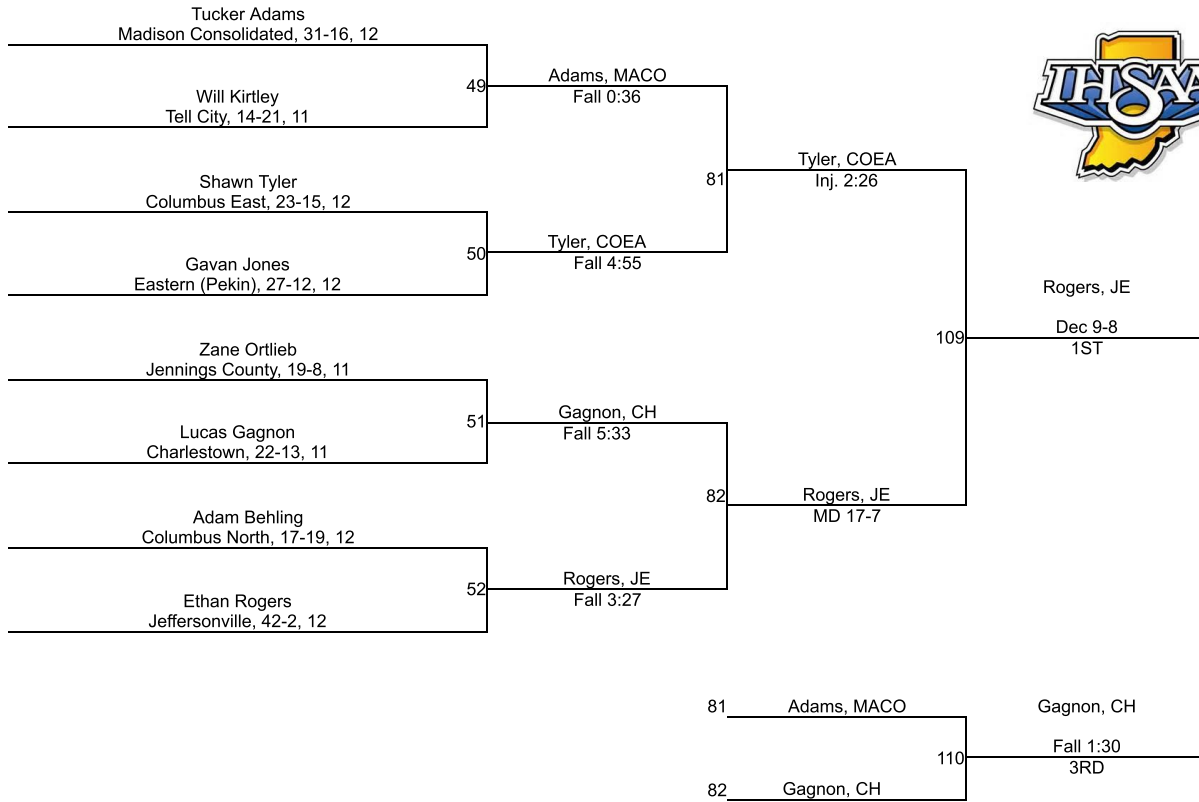 Tucker Adams
Madison Consolidated, 31-16, 12
49
Will Kirtley
Tell City, 14-21, 11
Adams, MACO
Fall 0:36
Shawn Tyler
Columbus East, 23-15, 12
50
Gavan Jones
Eastern (Pekin), 27-12, 12
Tyler, COEA
Fall 4:55
81
Tyler, COEA
Inj. 2:26
Zane Ortlieb
Jennings County, 19-8, 11
51
Lucas Gagnon
Charlestown, 22-13, 11
Gagnon, CH
Fall 5:33
Adam Behling
Columbus North, 17-19, 12
52
Ethan Rogers
Jeffersonville, 42-2, 12
Rogers, JE
Fall 3:27
82
Rogers, JE
MD 17-7
109
IHSAA
Rogers, JE
Dec 9-8
1ST
81
Adams, MACO
110
82
Gagnon, CH
Gagnon, CH
Fall 1:30
3RD